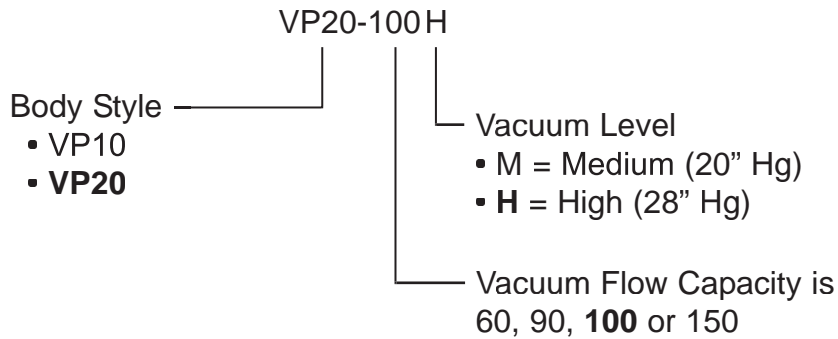 VP20-100H
Body Style
• VP10
• VP20
Vacuum Level
• M = Medium (20” Hg)
• H = High (28” Hg)
Vacuum Flow Capacity is
60, 90, 100 or 150